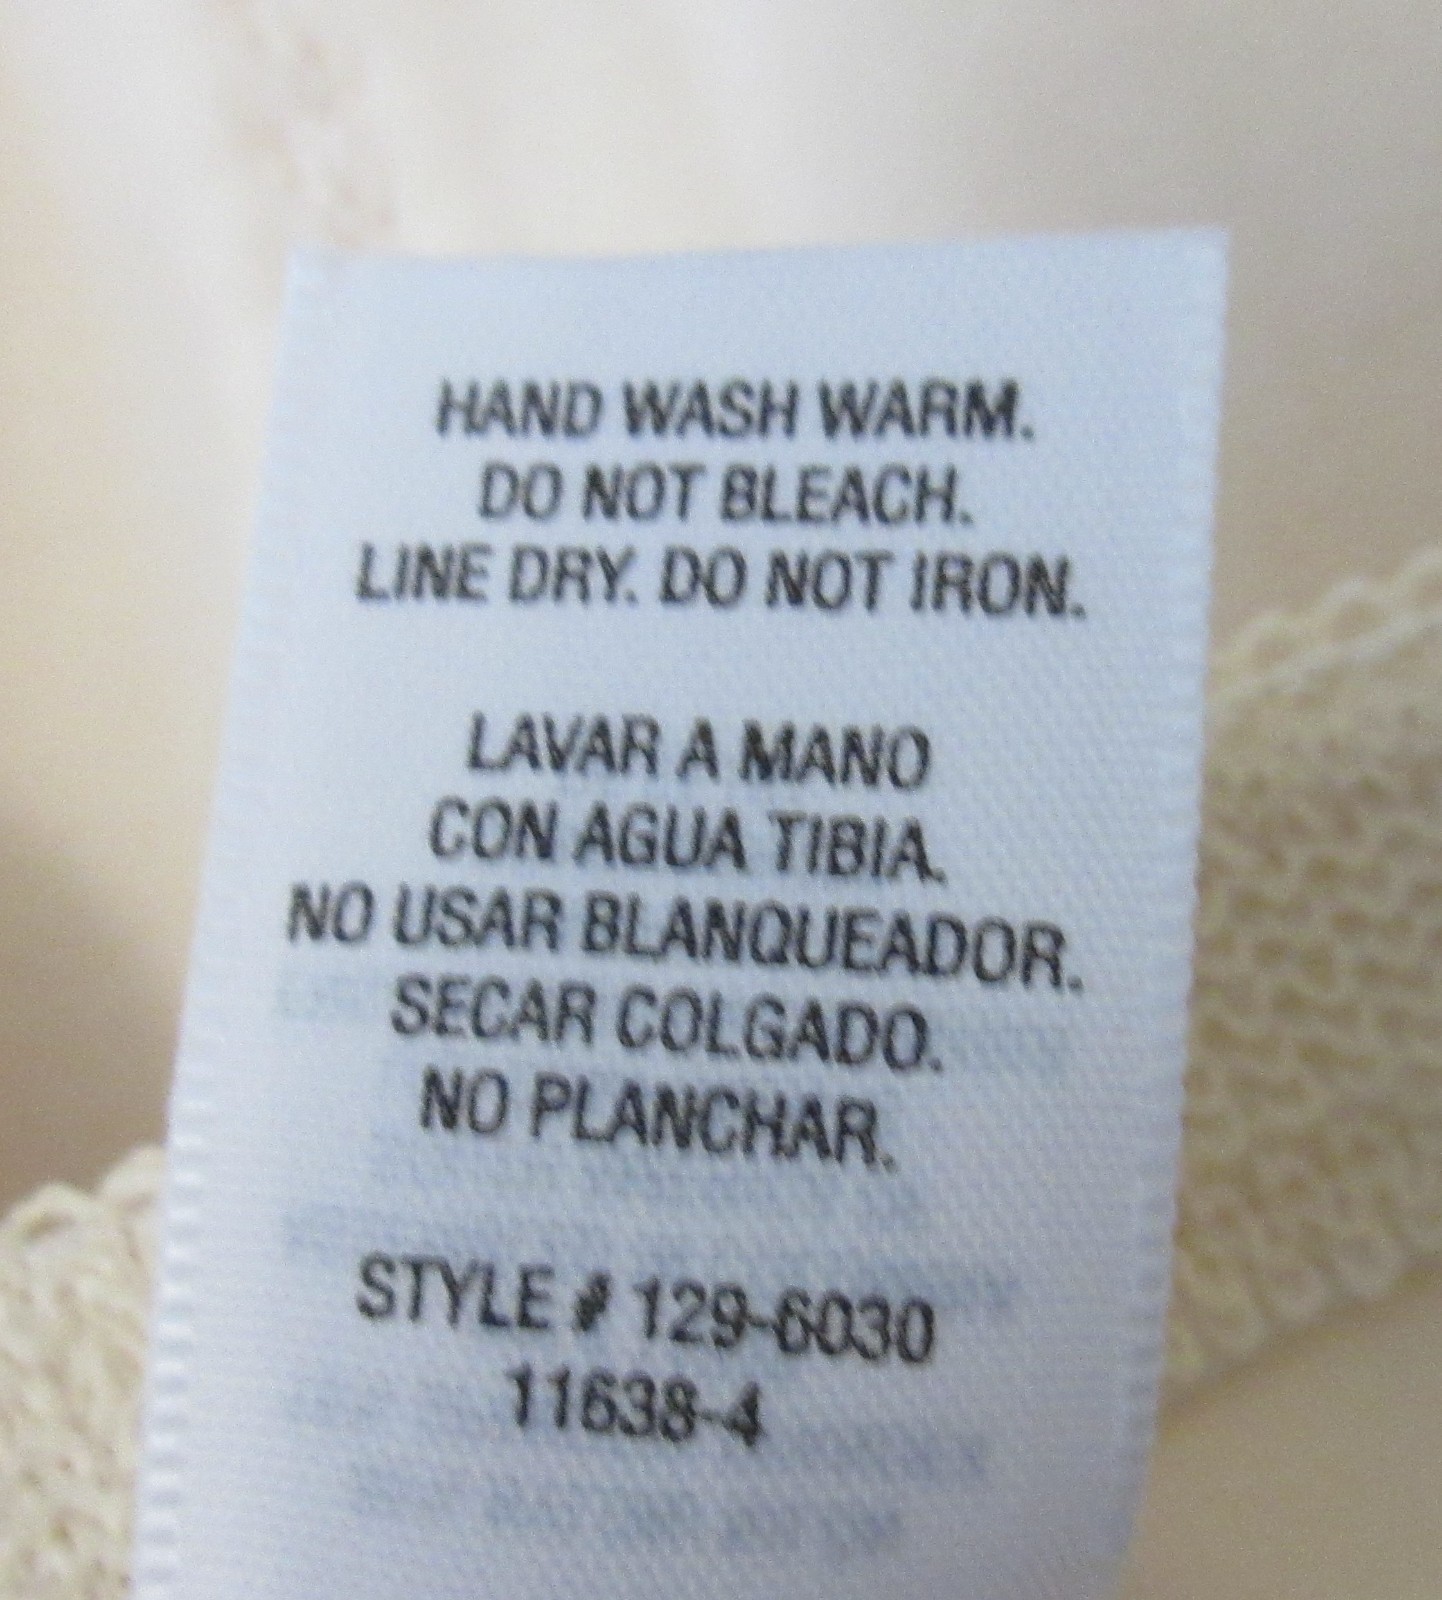 HAND WASH WARM.
DO NOT BLEACH.
LINE DRY. DO NOT IRON.
LAVAR A MANO
CON AGUA TIBIA.
NO USAR BLANQUEADOR.
SECAR COLGADO.
NO PLANCHAR.
STYLE # 129-6030
11638-4